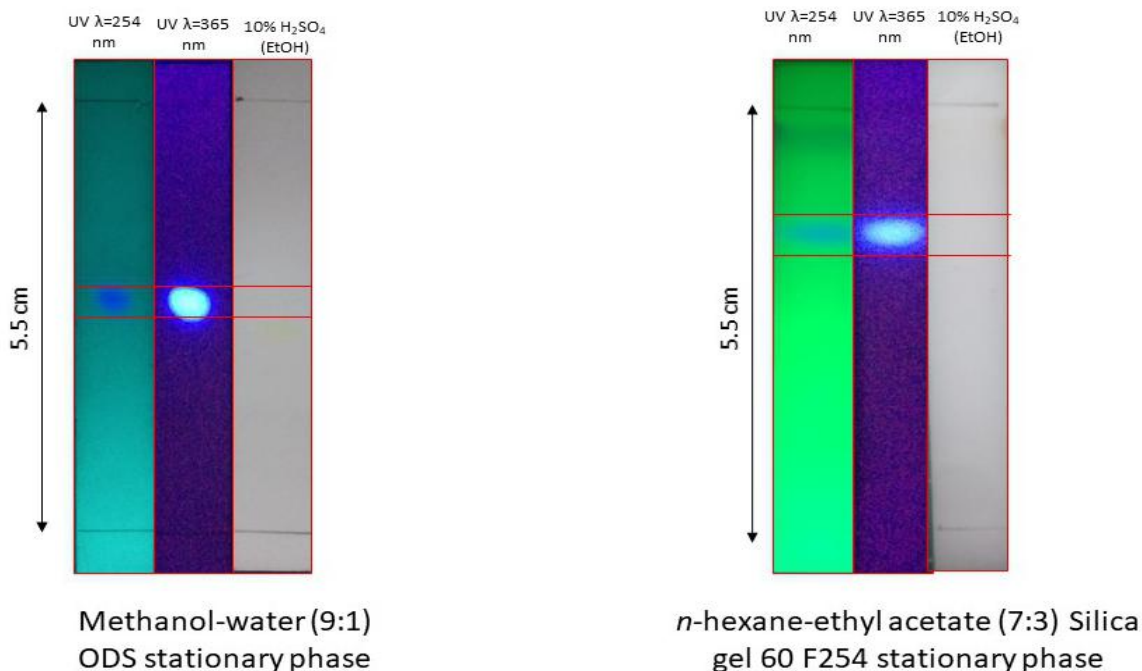 UV λ=254
nm
UV λ=365
nm
10% H₂SO₄
(EtOH)
5.5 cm
Methanol-water (9:1)
ODS stationary phase
UV λ=254
nm
UV λ=365
nm
10% H₂SO₄
(EtOH)
5.5 cm
n-hexane-ethyl acetate (7:3) Silica
gel 60 F254 stationary phase